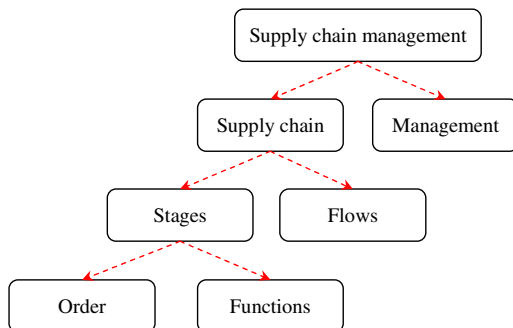 Supply chain management
Supply chain
Management
Stages
Flows
Order
Functions